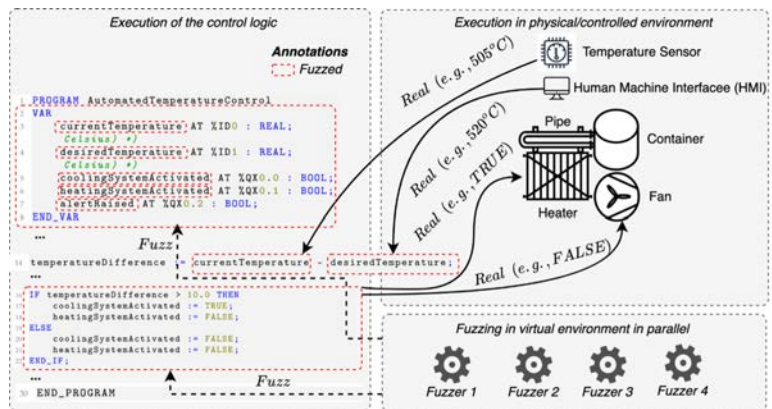 Execution of the control logic
Annotations
Fuzzed
1 PROGRAM AutomatedTemperatureControl
2 VAR
3 currentTemperature AT %ID0 : REAL;
Celsius) *)
desiredTemperature AT %ID1 : REAL;
Celsius) *)
5 coolingSystemActivated AT %QX0.0 : BOOL;
6 heatingSystemActivated AT %QX0.1 : BOOL;
7 alertRaised AT %QX0.2 : BOOL;
8 END_VAR
...
Fuzz
14 temperatureDifference := currentTemperature - desiredTemperature;
...
IF temperatureDifference > 10.0 THEN
coolingSystemActivated := TRUE;
heatingSystemActivated := FALSE;
ELSE
coolingSystemActivated := FALSE;
heatingSystemActivated := FALSE;
END_IF;
...
Fuzz
30 END_PROGRAM
Execution in physical/controlled environment
Temperature Sensor
Human Machine Interfacee (HMI)
Real (e.g., 505°C)
Real (e.g., 520°C)
Real (e.g., TRUE)
Real (e.g., FALSE)
Pipe
Container
Heater
Fan
Fuzzing in virtual environment in parallel
Fuzzer 1
Fuzzer 2
Fuzzer 3
Fuzzer 4